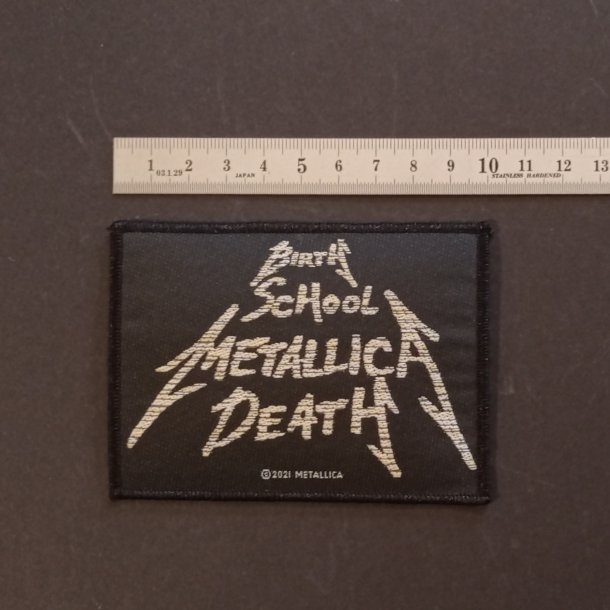 1 2 3 4 5 6 7 8 9 10 11 12 13
03.1.29 JAPAN STAINLESS HARDENED
BIRTH
SCHOOL
METALLICA
DEATH
©2021 METALLICA